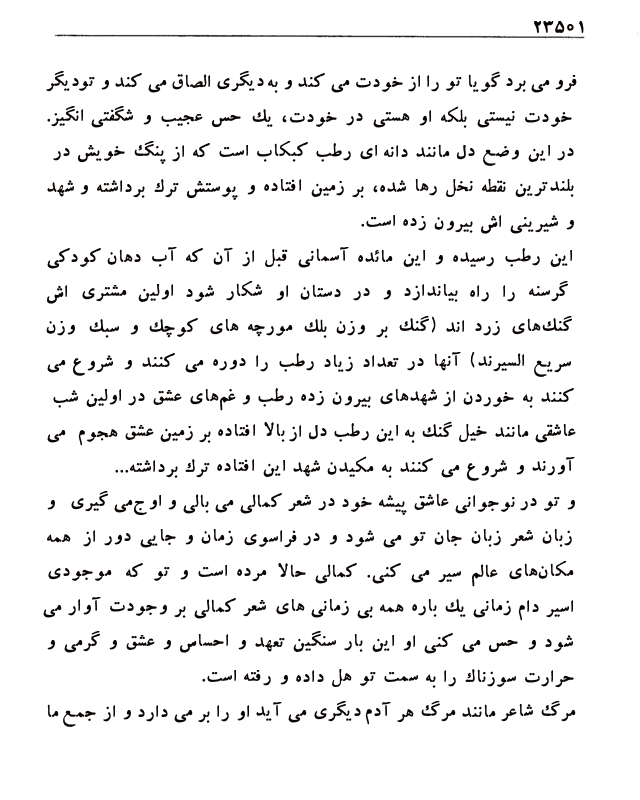 ۲۳۵۰۱
فرو می برد گویا تو را از خودت می کند و به دیگری الصاق می کند و تودیگر
خودت نیستی بلکه او هستی در خودت، یك حس عجیب و شگفتی انگیز.
در این وضع دل مانند دانه ای رطب کبکاب است که از پنگ خویش در
بلندترین نقطه نخل رها شده، بر زمین افتاده و پوستش ترك برداشته و شهد
و شیرینی اش بیرون زده است.
این رطب رسیده و این مائده آسمانی قبل از آن که آب دهان کودکی
گرسنه را راه بیاندازد و در دستان او شکار شود اولین مشتری اش
گنك‌های زرد اند (گنك بر وزن بلك مورچه های کوچك و سبك وزن
سریع السیرند) آنها در تعداد زیاد رطب را دوره می کنند و شروع می
کنند به خوردن از شهدهای بیرون زده رطب و غم‌های عشق در اولین شب
عاشقی مانند خیل گنك به این رطب دل از بالا افتاده بر زمین عشق هجوم می
آورند و شروع می کنند به مکیدن شهد این افتاده ترك برداشته...
و تو در نوجوانی عاشق پیشه خود در شعر کمالی می بالی و اوج‌می گیری و
زبان شعر زبان جان تو می شود و در فراسوی زمان و جایی دور از همه
مکان‌های عالم سیر می کنی. کمالی حالا مرده است و تو که موجودی
اسیر دام زمانی یك باره همه بی زمانی های شعر کمالی بر وجودت آوار می
شود و حس می کنی او این بار سنگین تعهد و احساس و عشق و گرمی و
حرارت سوزناك را به سمت تو هل داده و رفته است.
مرگ شاعر مانند مرگ هر آدم دیگری می آید او را بر می دارد و از جمع ما